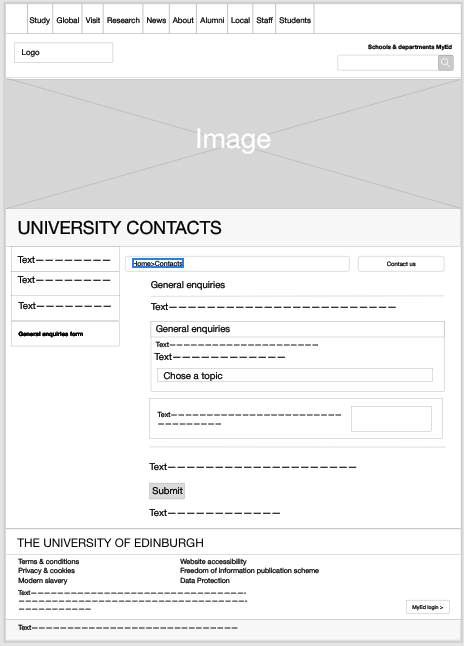 Study Global Visit Research News About Alumni Local Staff Students
Logo
Schools & departments MyEd
Image
UNIVERSITY CONTACTS
Text————————
Text————————
Text————————
General enquiries form
Home>Contacts
Contact us
General enquiries
Text————————————————————————
General enquiries
Text————————————————————
Text————————————
Chose a topic
Text——————————————————————
————————
Text————————————————————
Submit
Text————————————
THE UNIVERSITY OF EDINBURGH
Terms & conditions
Privacy & cookies
Modern slavery
Website accessibility
Freedom of information publication scheme
Data Protection
Text——————————————————————————
——————————————————————————————
——————————
MyEd login >
Text————————————————————————